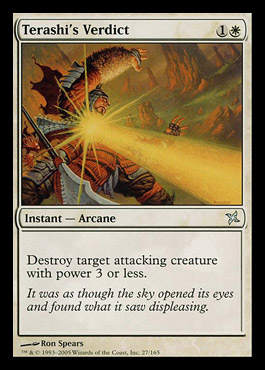 Terashi's Verdict 1
Instant — Arcane
Destroy target attacking creature
with power 3 or less.
It was as though the sky opened its eyes
and found what it saw displeasing.
Ron Spears
™ & © 1993–2005 Wizards of the Coast, Inc. 27/165